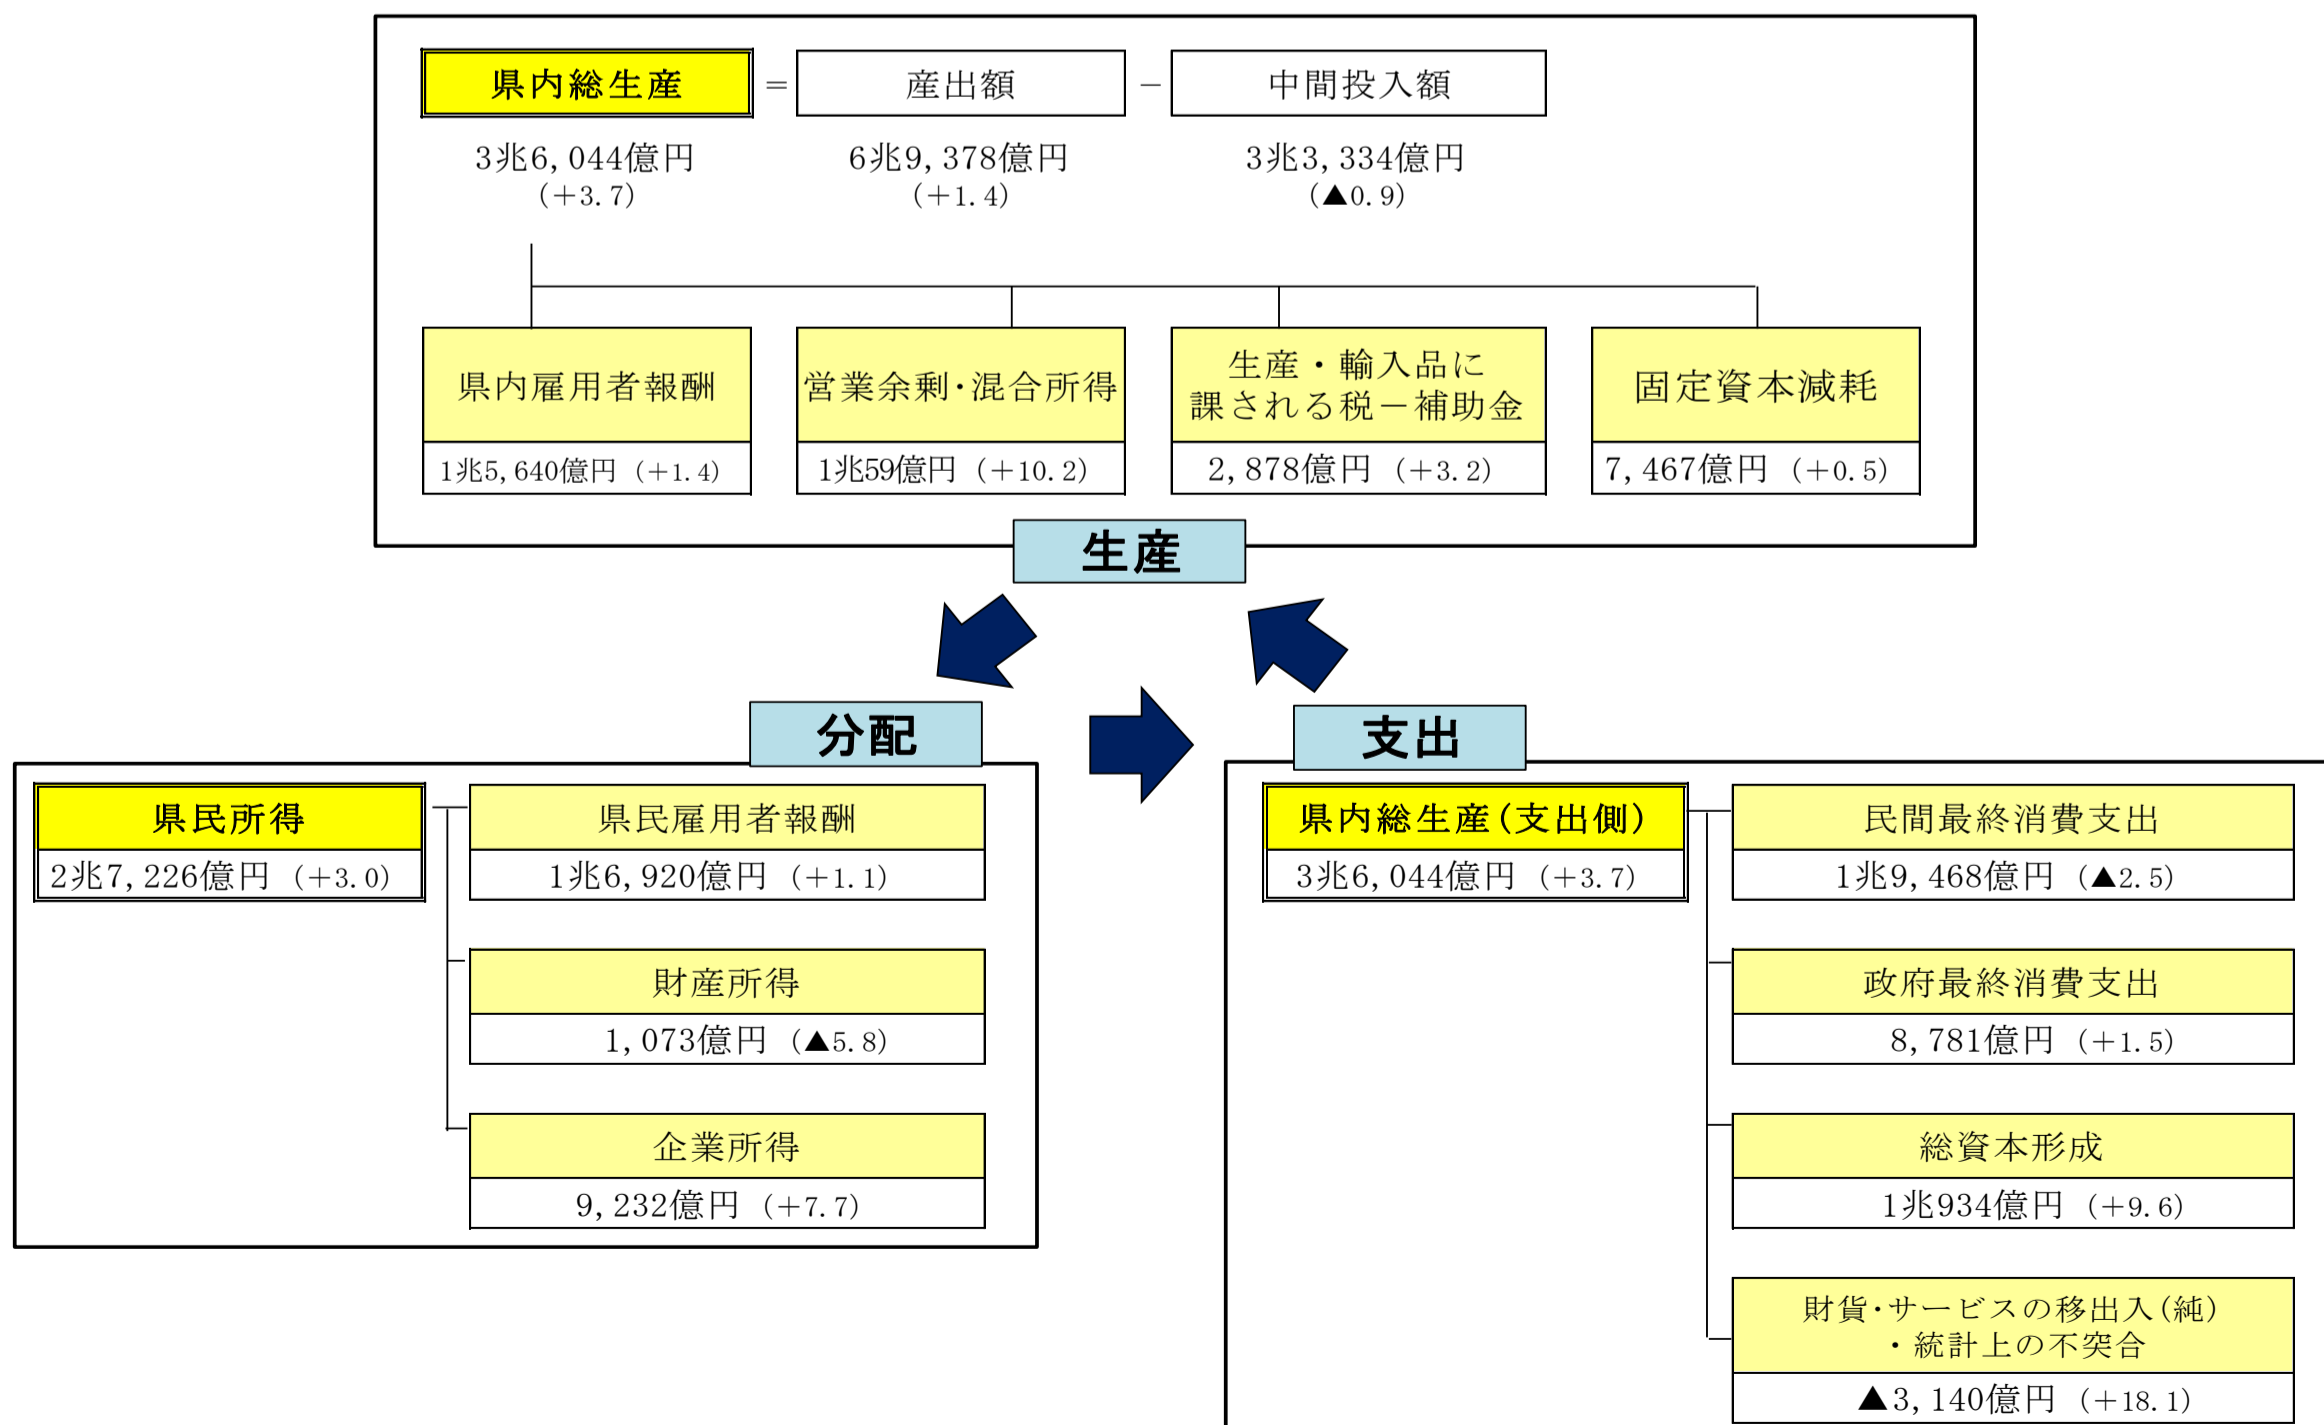 県内総生産 = 産出額 － 中間投入額
3兆6,044億円 6兆9,378億円 3兆3,334億円
(＋3.7) (＋1.4) (▲0.9)
県内雇用者報酬
1兆5,640億円 (＋1.4)
営業余剰・混合所得
1兆59億円 (＋10.2)
生産・輸入品に
課される税－補助金
2,878億円 (＋3.2)
固定資本減耗
7,467億円 (＋0.5)
生産
分配
県民所得
2兆7,226億円 (＋3.0)
県民雇用者報酬
1兆6,920億円 (＋1.1)
財産所得
1,073億円 (▲5.8)
企業所得
9,232億円 (＋7.7)
支出
県内総生産(支出側)
3兆6,044億円 (＋3.7)
民間最終消費支出
1兆9,468億円 (▲2.5)
政府最終消費支出
8,781億円 (＋1.5)
総資本形成
1兆934億円 (＋9.6)
財貨・サービスの移出入(純)
・統計上の不突合
▲3,140億円 (＋18.1)